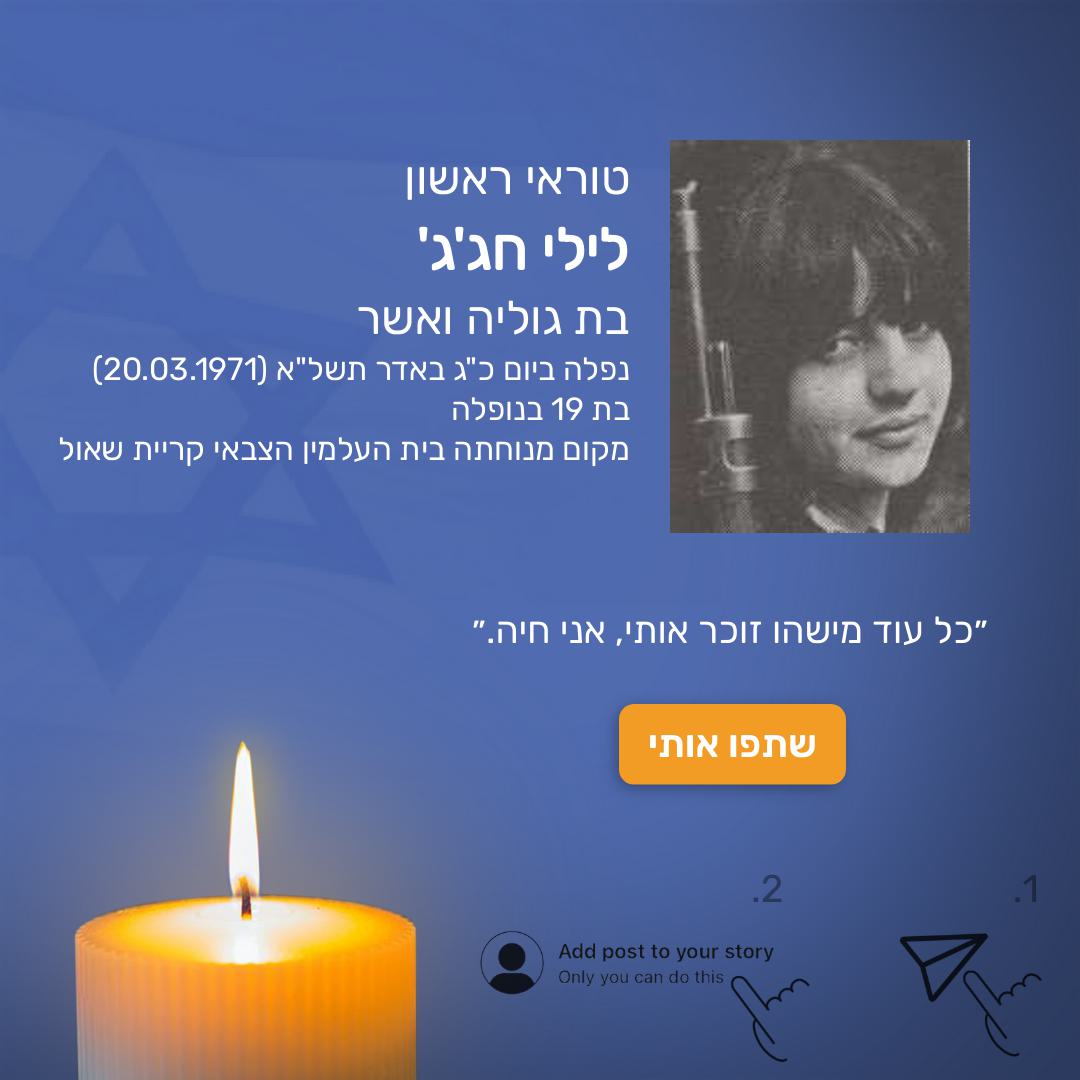 טוראי ראשון
לילי חג'ג'
בת גוליה ואשר
נפלה ביום כ"ג באדר תשל"א (20.03.1971)
בת 19 בנופלה
מקום מנוחתה בית העלמין הצבאי קריית שאול
״כל עוד מישהו זוכר אותי, אני חיה.״
שתפו אותי
1.
2.
Add post to your story
Only you can do this